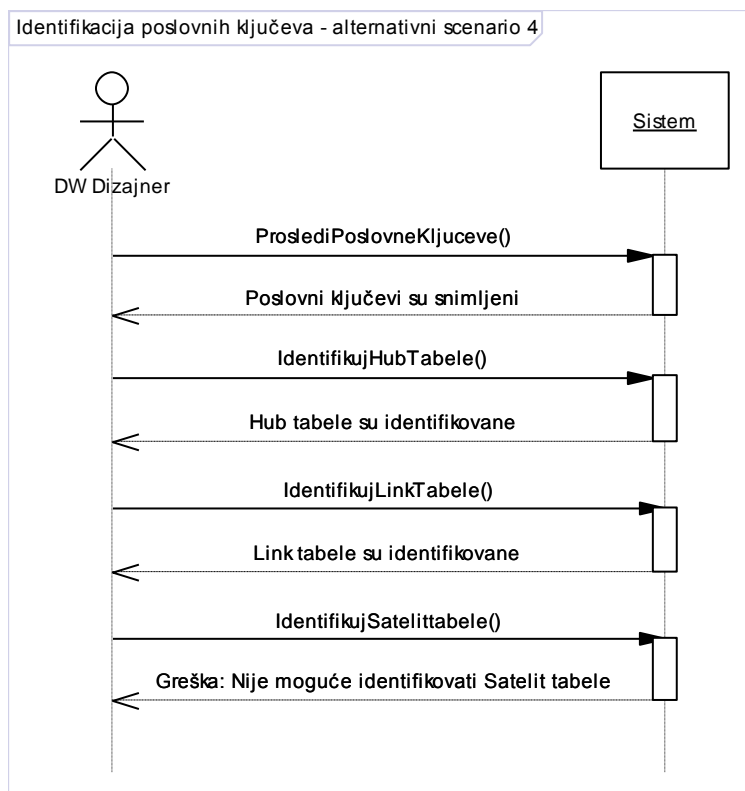 Identifikacija poslovnih ključeva - alternativni scenario 4
Sistem
DW Dizajner
ProslediPoslovneKljuceve()
Poslovni ključevi su snimljeni
IdentifikujHubTabele()
Hub tabele su identifikovane
IdentifikujLinkTabele()
Link tabele su identifikovane
IdentifikujSatelittabele()
Greška: Nije moguće identifikovati Satelit tabele